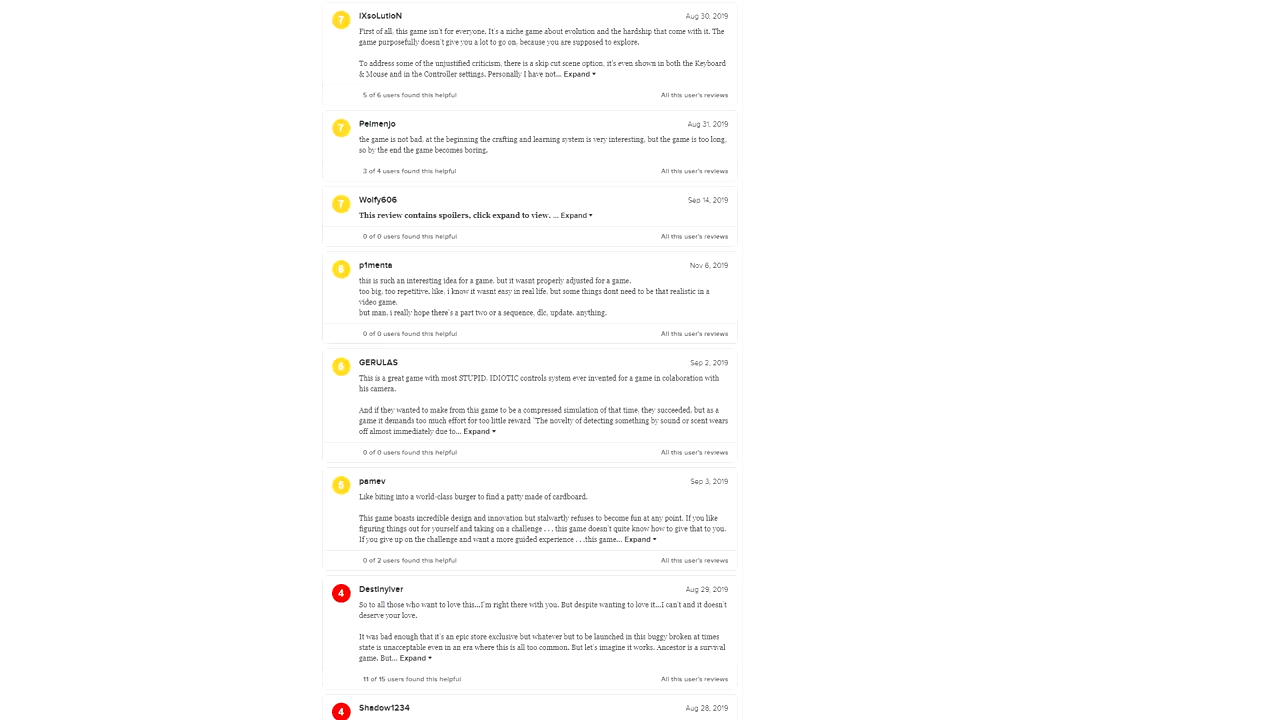 7
IXsoLutioN
Aug 30, 2019
First of all, this game isn't for everyone. It's a niche game about evolution and the hardship that come with it. The
game purposefully doesn't give you a lot to go on, because you are supposed to explore.
To address some of the unjustified criticism, there is a skip cut scene option, it's even shown in both the Keyboard
& Mouse and in the Controller settings. Personally I have not... Expand
5 of 6 users found this helpful
All this user's reviews
7
Pelmenjo
Aug 31, 2019
the game is not bad, at the beginning the crafting and learning system is very interesting, but the game is too long,
so by the end the game becomes boring.
3 of 4 users found this helpful
All this user's reviews
7
Wolfy606
Sep 14, 2019
This review contains spoilers, click expand to view. ... Expand
0 of 0 users found this helpful
All this user's reviews
6
p1menta
Nov 6, 2019
this is such an interesting idea for a game. but it wasnt properly adjusted for a game.
too big, too repetitive. like, i know it wasnt easy in real life, but some things dont need to be that realistic in a
video game.
but man, i really hope there's a part two or a sequence, dlc, update. anything.
0 of 0 users found this helpful
All this user's reviews
6
GERULAS
Sep 2, 2019
This is a great game with most STUPID, IDIOTIC controls system ever invented for a game in colaboration with
his camera.
And if they wanted to make from this game to be a compressed simulation of that time, they succeeded, but as a
game it demands too much effort for too little reward "The novelty of detecting something by sound or scent wears
off almost immediately due to... Expand
0 of 0 users found this helpful
All this user's reviews
5
pamev
Sep 3, 2019
Like biting into a world-class burger to find a patty made of cardboard.
This game boasts incredible design and innovation but stalwartly refuses to become fun at any point. If you like
figuring things out for yourself and taking on a challenge . . . this game doesn't quite know how to give that to you.
If you give up on the challenge and want a more guided experience . . .this game... Expand
0 of 2 users found this helpful
All this user's reviews
4
Destinylver
Aug 29, 2019
So to all those who want to love this...I'm right there with you. But despite wanting to love it...I can't and it doesn't
deserve your love.
It was bad enough that it's an epic store exclusive but whatever but to be launched in this buggy broken at times
state is unacceptable even in an era where this is all too common. But let's imagine it works. Ancestor is a survival
game. But... Expand
11 of 15 users found this helpful
All this user's reviews
4
Shadow1234
Aug 28, 2019